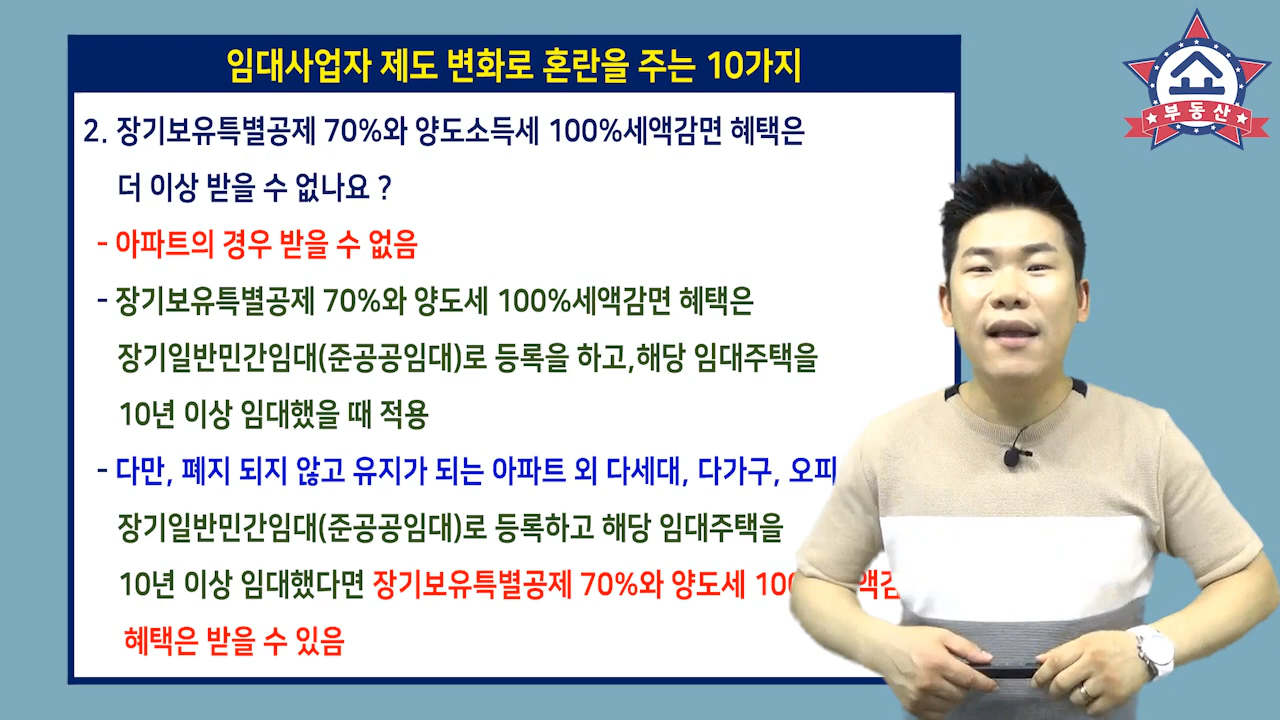 임대사업자 제도 변화로 혼란을 주는 10가지
쇼
부동산
2. 장기보유특별공제 70%와 양도소득세 100%세액감면 혜택은
더 이상 받을 수 없나요 ?
- 아파트의 경우 받을 수 없음
- 장기보유특별공제 70%와 양도세 100%세액감면 혜택은
장기일반민간임대(준공공임대)로 등록을 하고,해당 임대주택을
10년 이상 임대했을 때 적용
- 다만, 폐지 되지 않고 유지가 되는 아파트 외 다세대, 다가구, 오피
장기일반민간임대(준공공임대)로 등록하고 해당 임대주택을
10년 이상 임대했다면 장기보유특별공제 70%와 양도세 100
혜택은 받을 수 있음